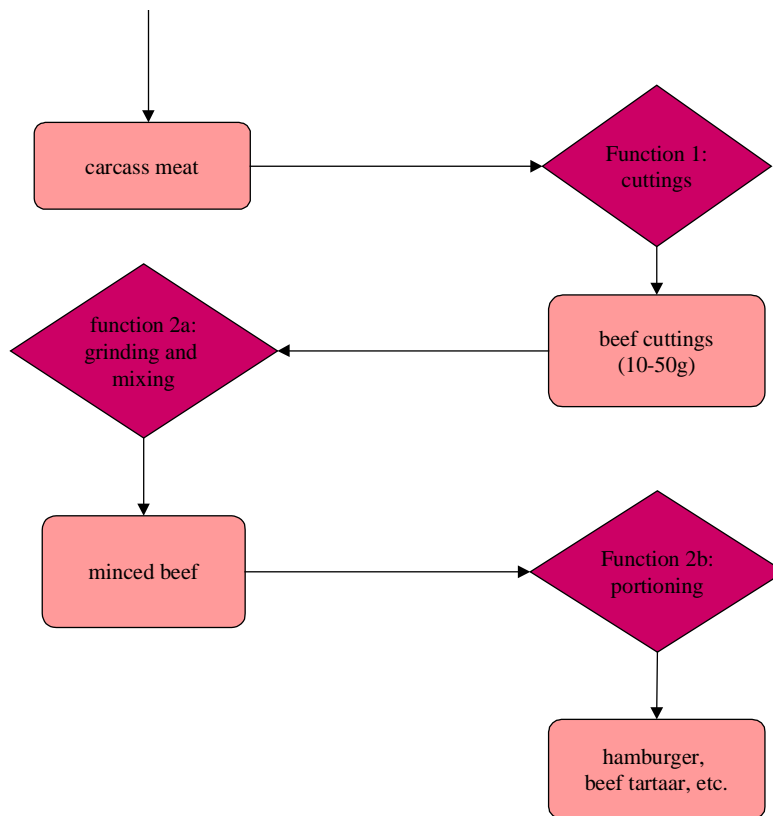 carcass meat
Function 1:
cuttings
beef cuttings
(10-50g)
function 2a:
grinding and
mixing
minced beef
Function 2b:
portioning
hamburger,
beef tartaar, etc.